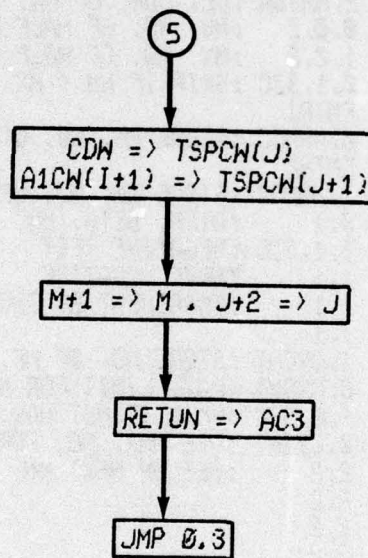 5
CDW => TSPCW(J)
A1CW(I+1) => TSPCW(J+1)
M+1 => M . J+2 => J
RETUN => AC3
JMP 0.3